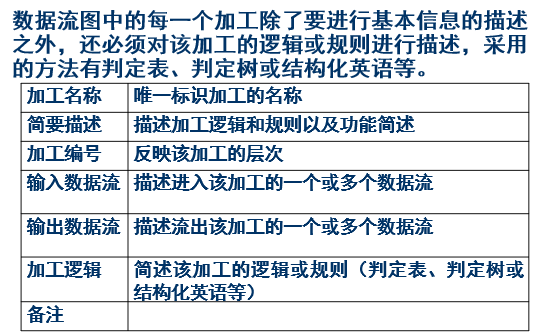 数据流图中的每一个加工除了要进行基本信息的描述
之外，还必须对该加工的逻辑或规则进行描述，采用
的方法有判定表、判定树或结构化英语等。
加工名称 唯一标识加工的名称
简要描述 描述加工逻辑和规则以及功能简述
加工编号 反映该加工的层次
输入数据流 描述进入该加工的一个或多个数据流
输出数据流 描述流出该加工的一个或多个数据流
加工逻辑 简述该加工的逻辑或规则（判定表、判定树或
结构化英语等）
备注